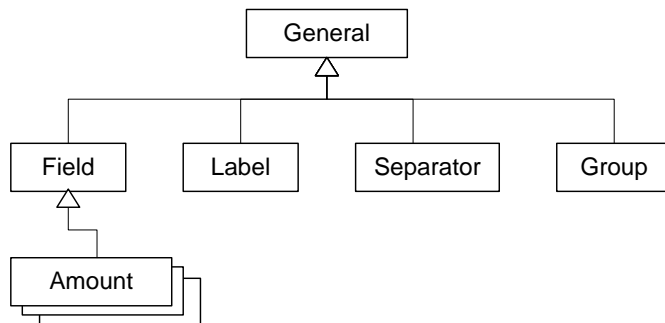 General
Field
Label
Separator
Group
Amount